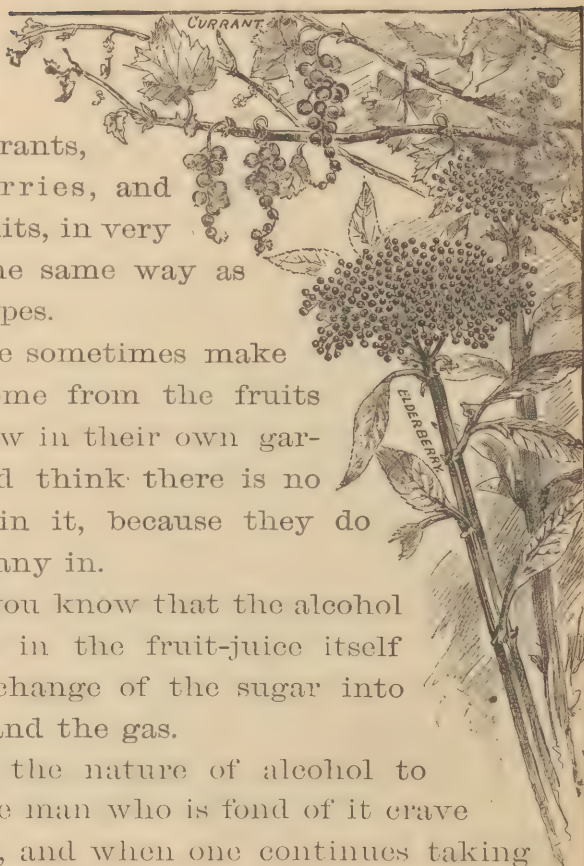 CURRANT.
rants,
rries, and
its, in very
e same way as
pes.
e sometimes make
me from the fruits
w in their own gar-
d think there is no
in it, because they do
any in.
ELDERBERRY.
ou know that the alcohol
in the fruit-juice itself
change of the sugar into
nd the gas.
the nature of alcohol to
e man who is fond of it crave
, and when one continues taking